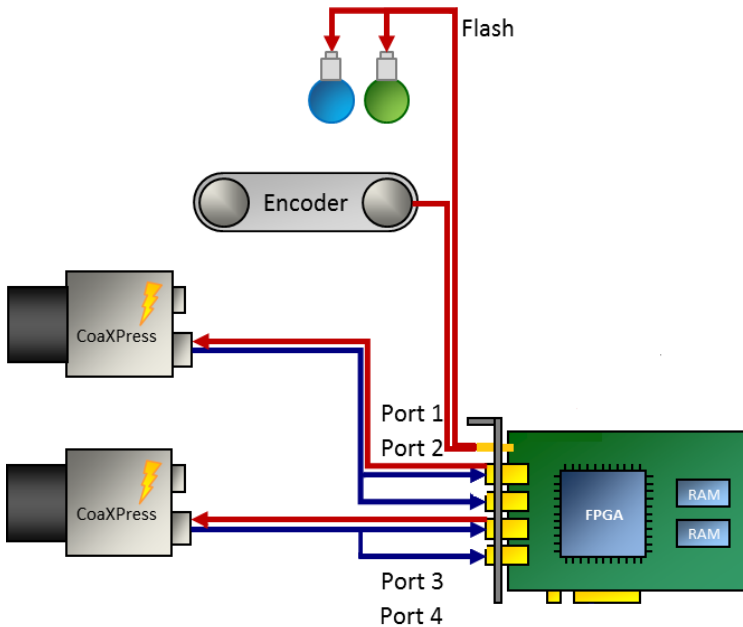 Flash
Encoder
CoaXPress
Port 1
Port 2
CoaXPress
FPGA
RAM
RAM
Port 3
Port 4